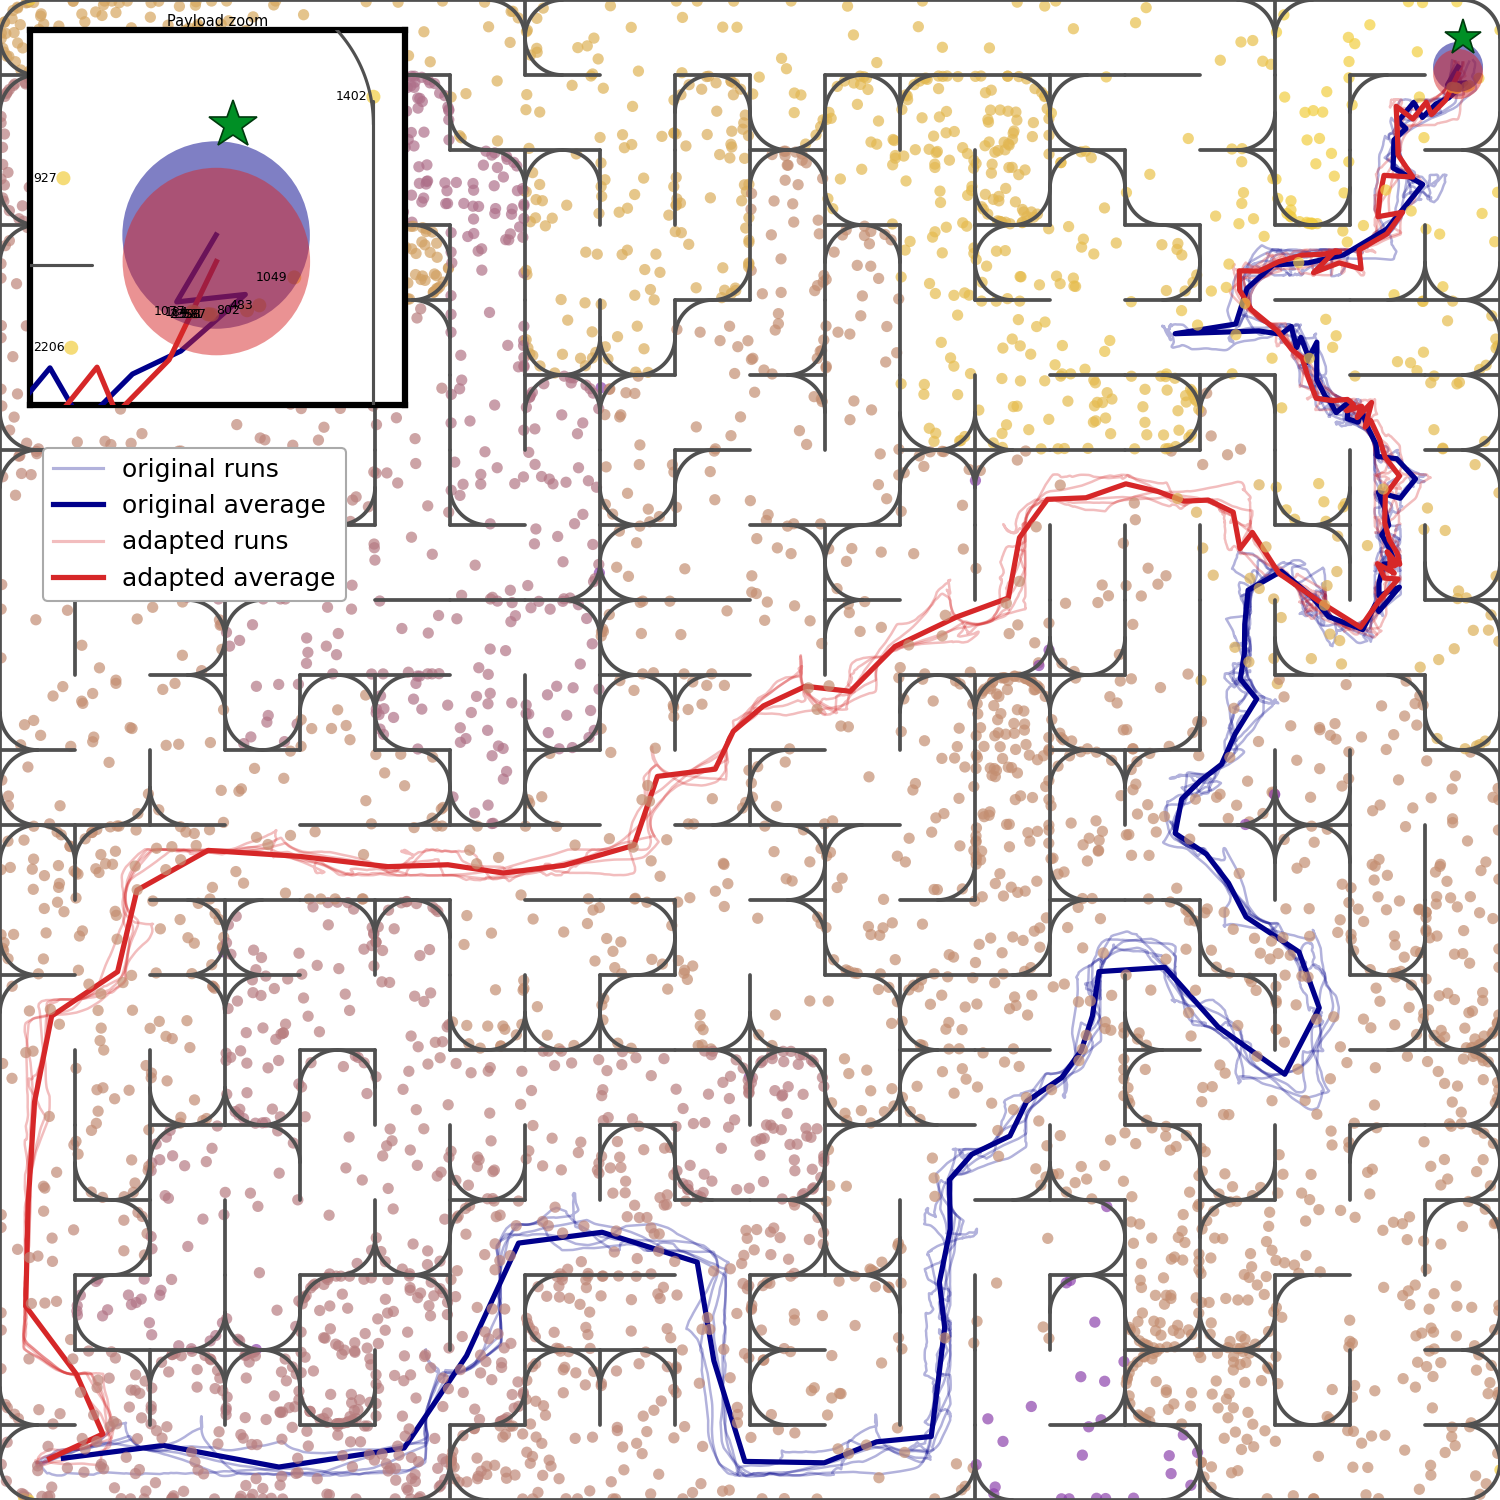 Payload zoom
1402
927
1049
483
802
2206
original runs
original average
adapted runs
adapted average